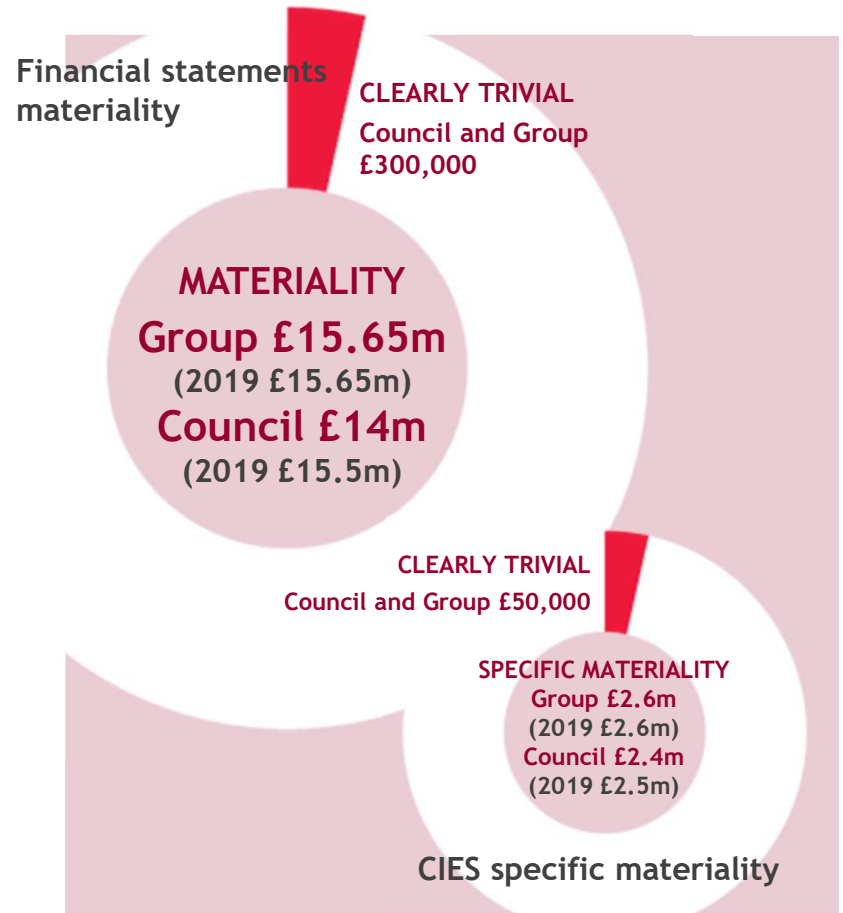 Financial statements
materiality
CLEARLY TRIVIAL
Council and Group
£300,000
MATERIALITY
Group £15.65m
(2019 £15.65m)
Council £14m
(2019 £15.5m)
CLEARLY TRIVIAL
Council and Group £50,000
SPECIFIC MATERIALITY
Group £2.6m
(2019 £2.6m)
Council £2.4m
(2019 £2.5m)
CIES specific materiality